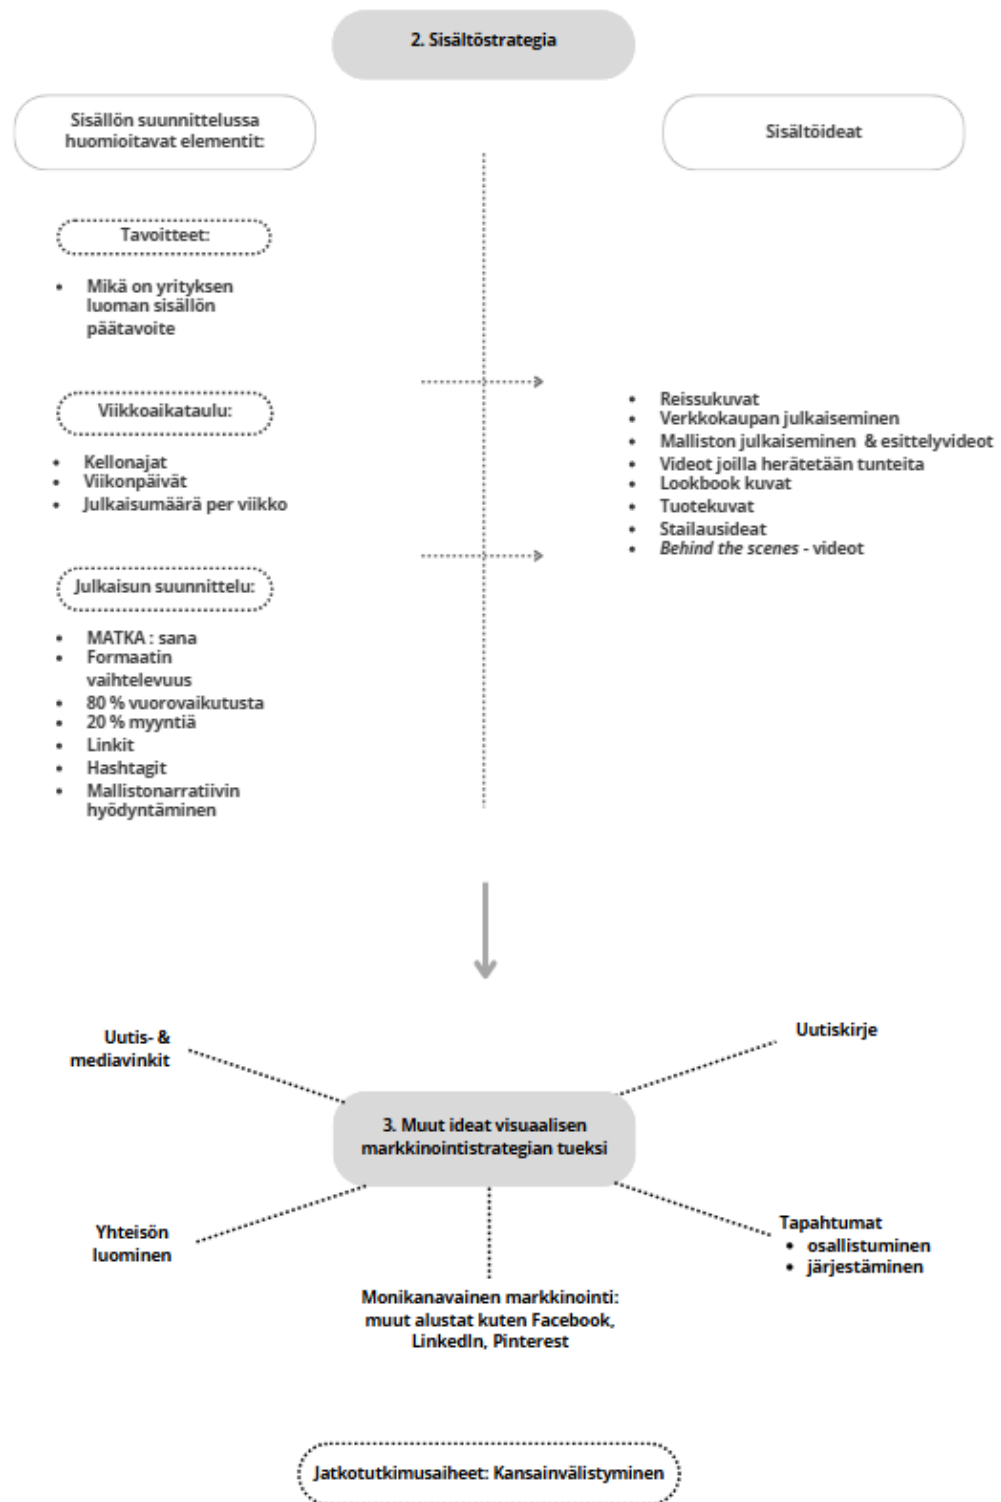 2. Sisältöstrategia
Sisällön suunnittelussa
huomioitavat elementit:
Tavoitteet:
• Mikä on yrityksen
luoman sisällön
päätavoite
Viikkoaikataulu:
• Kellonajat
• Viikonpäivät
• Julkaisumäärä per viikko
Julkaisun suunnittelu:
• MATKA : sana
• Formaatin
vaihtelevuus
• 80 % vuorovaikutusta
• 20 % myyntiä
• Linkit
• Hashtagit
• Mallistonarratiivin
hyödyntäminen
Sisältöideat
• Reissukuvat
• Verkkokaupan julkaiseminen
• Malliston julkaiseminen & esittelyvideot
• Videot joilla herätetään tunteita
• Lookbook kuvat
• Tuotekuvat
• Stailausideat
• Behind the scenes - videot
Uutis- &
mediavinkit
Uutiskirje
3. Muut ideat visuaalisen
markkinointistrategian tueksi
Yhteisön
luominen
Tapahtumat
• osallistuminen
• järjestäminen
Monikanavainen markkinointi:
muut alustat kuten Facebook,
LinkedIn, Pinterest
Jatkotutkimusaiheet: Kansainvälistyminen